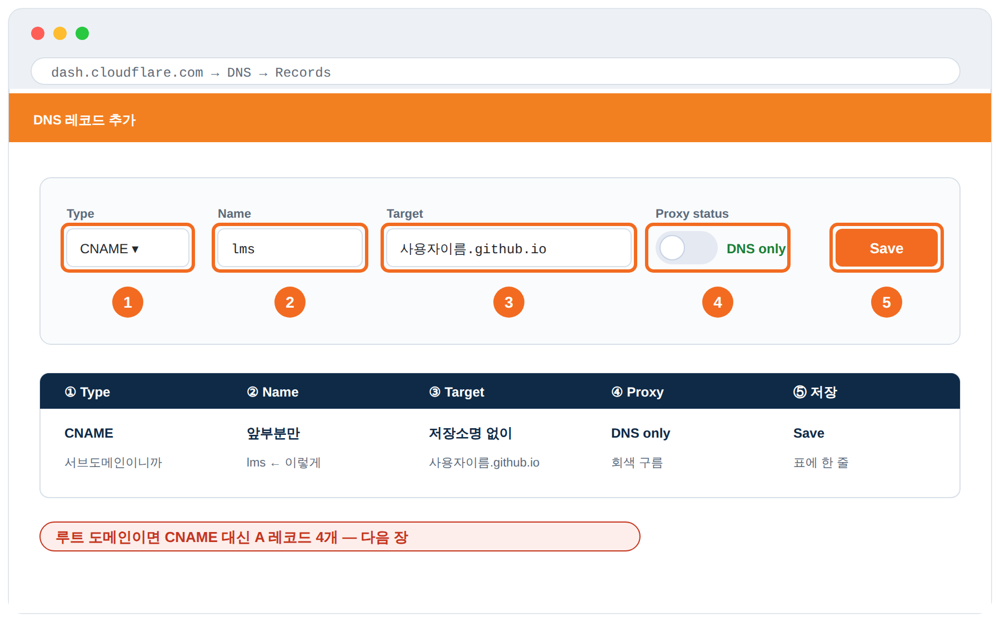 dash.cloudflare.com → DNS → Records
DNS 레코드 추가
Type Name Target Proxy status
CNAME ▾ lms 사용자이름.github.io DNS only Save
1 2 3 4 5
① Type ② Name ③ Target ④ Proxy ⑤ 저장
CNAME 앞부분만 저장소명 없이 DNS only Save
서브도메인이니까 lms ← 이렇게 사용자이름.github.io 회색 구름 표에 한 줄
루트 도메인이면 CNAME 대신 A 레코드 4개 — 다음 장